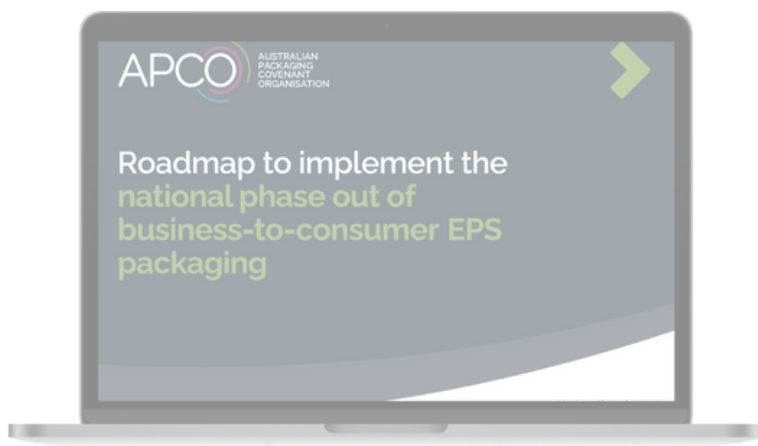 APCO
AUSTRALIAN
PACKAGING
COVENANT
ORGANISATION
Roadmap to implement the
national phase out of
business-to-consumer EPS
packaging